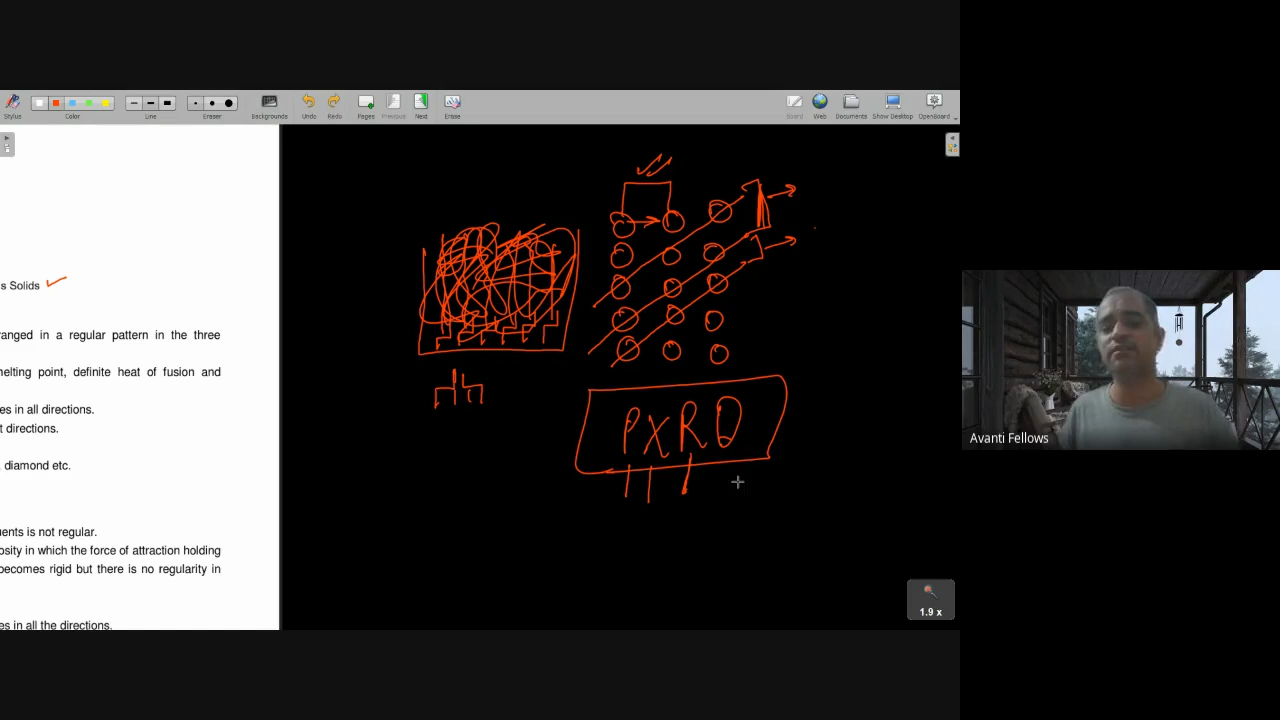 Stylus
Color
Line
Eraser
Backgrounds
Undo
Redo
Pages
Previous
Next
Erase
Board
Web
Documents
Show Desktop
OpenBoard
s Solids
anged in a regular pattern in the three
elting point, definite heat of fusion and
es in all directions.
t directions.
diamond etc.
ents is not regular.
osity in which the force of attraction holding
becomes rigid but there is no regularity in
es in all the directions.
PXRD
1.9 x
Avanti Fellows